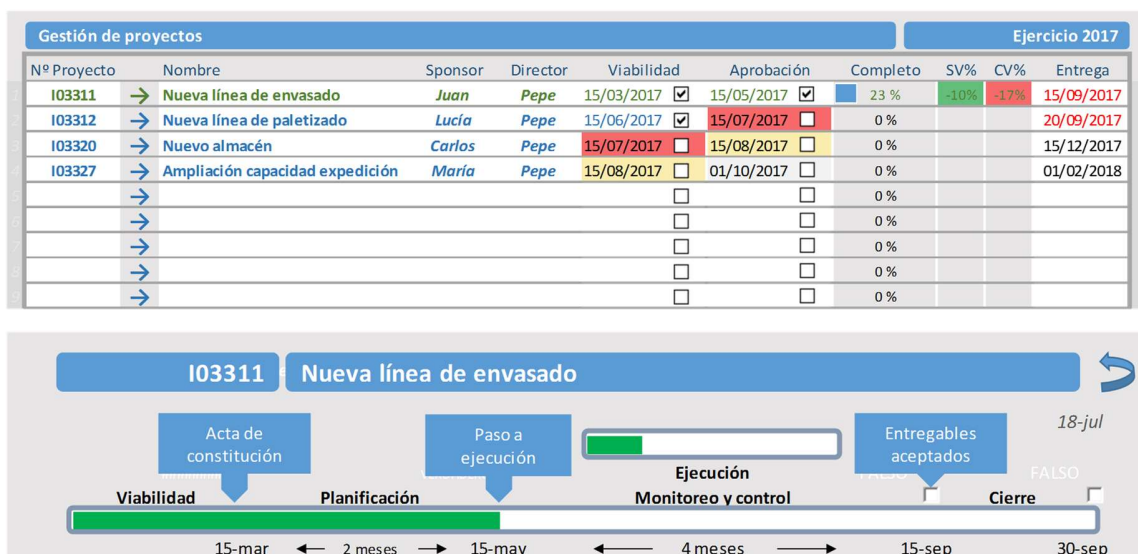 Gestión de proyectos Ejercicio 2017
Nº Proyecto Nombre Sponsor Director Viabilidad Aprobación Completo SV% CV% Entrega
I03311 → Nueva línea de envasado Juan Pepe 15/03/2017 15/05/2017 23 % -10% -17% 15/09/2017
I03312 → Nueva línea de paletizado Lucía Pepe 15/06/2017 15/07/2017 0 % 20/09/2017
I03320 → Nuevo almacén Carlos Pepe 15/07/2017 15/08/2017 0 % 15/12/2017
I03327 → Ampliación capacidad expedición María Pepe 15/08/2017 01/10/2017 0 % 01/02/2018
→ 0 %
→ 0 %
→ 0 %
→ 0 %
→ 0 %
I03311 Nueva línea de envasado
18-jul
Acta de
constitución
Paso a
ejecución
Entregables
aceptados
Ejecución
FALSO
Viabilidad Planificación Monitoreo y control Cierre
15-mar ← 2 meses → 15-may ← 4 meses → 15-sep 30-sep